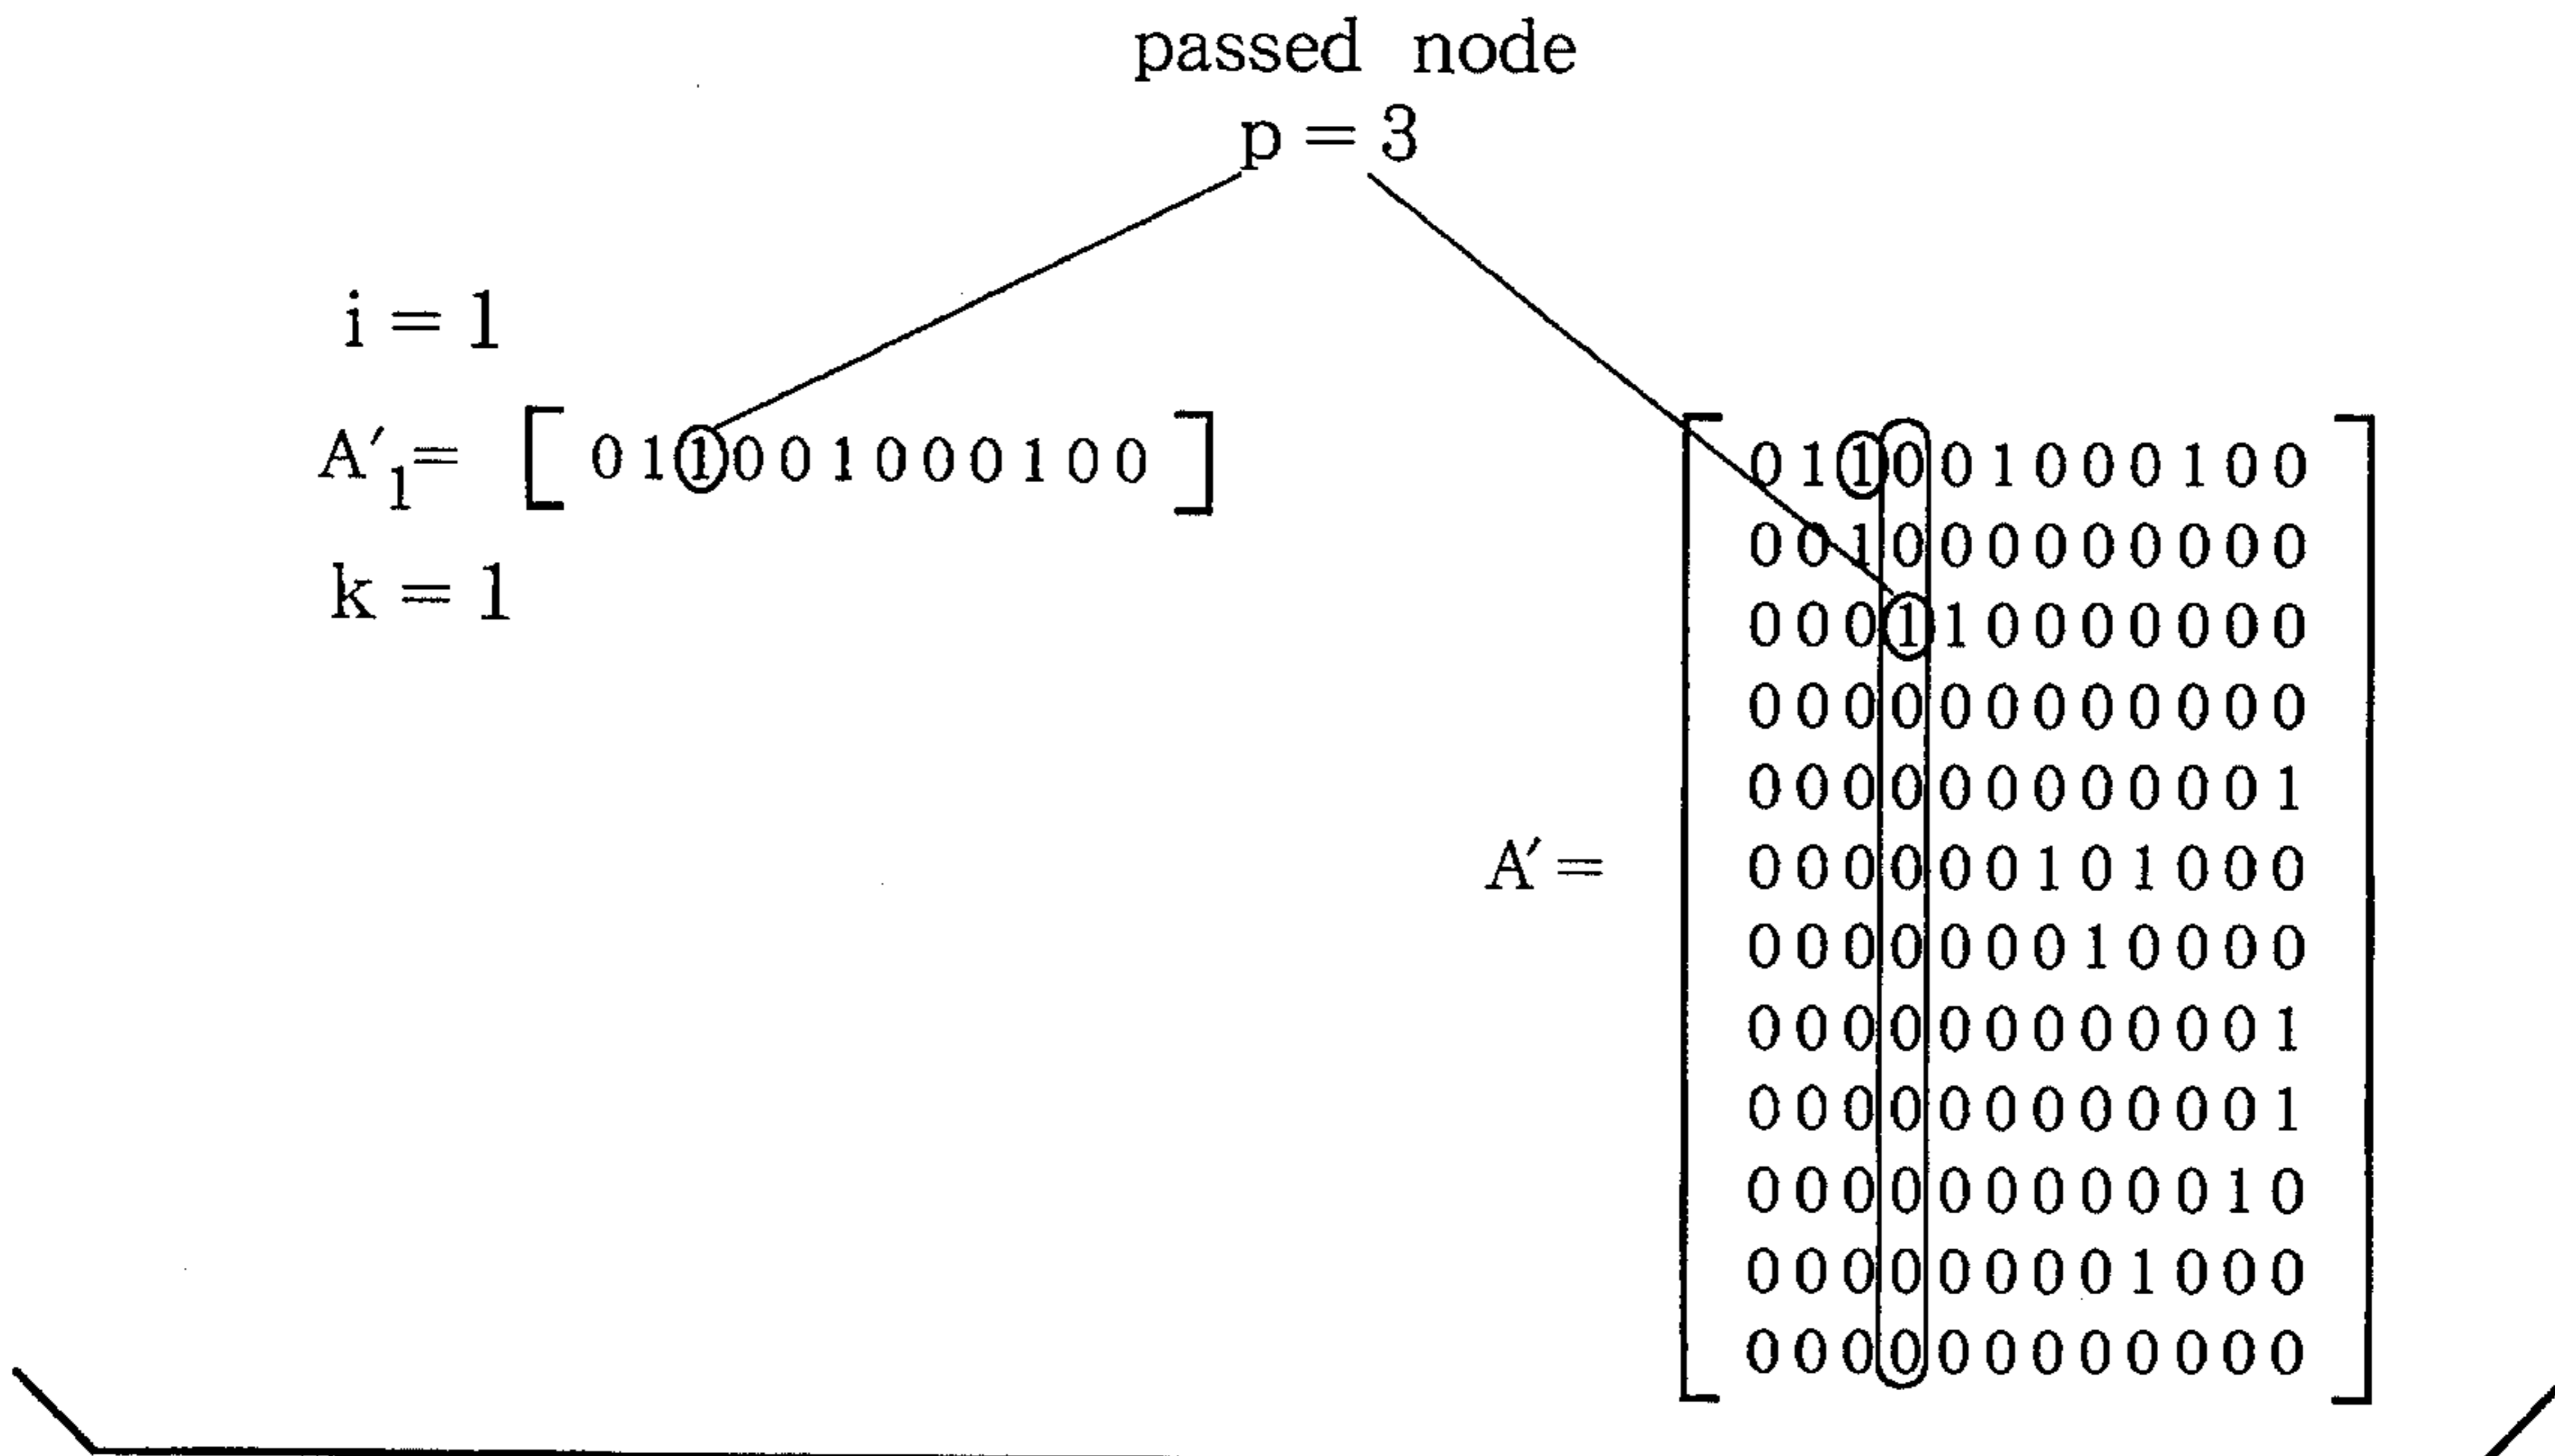 passed node
p = 3
i = 1
A′1= [ 0 1 1 0 0 1 0 0 0 1 0 0 ]
k = 1
A′=
0 1 1 0 0 1 0 0 0 1 0 0
0 0 1 0 0 0 0 0 0 0 0 0
0 0 0 1 1 0 0 0 0 0 0 0
0 0 0 0 0 0 0 0 0 0 0 0
0 0 0 0 0 0 0 0 0 0 0 1
0 0 0 0 0 0 1 0 1 0 0 0
0 0 0 0 0 0 0 1 0 0 0 0
0 0 0 0 0 0 0 0 0 0 0 1
0 0 0 0 0 0 0 0 0 0 0 1
0 0 0 0 0 0 0 0 0 0 1 0
0 0 0 0 0 0 0 0 1 0 0 0
0 0 0 0 0 0 0 0 0 0 0 0